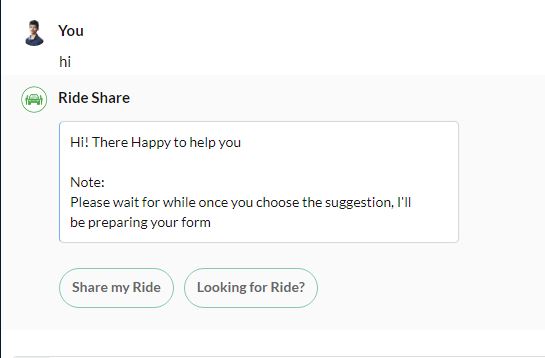 You
hi
Ride Share
Hi! There Happy to help you
Note:
Please wait for while once you choose the suggestion, I'll
be preparing your form
Share my Ride
Looking for Ride?